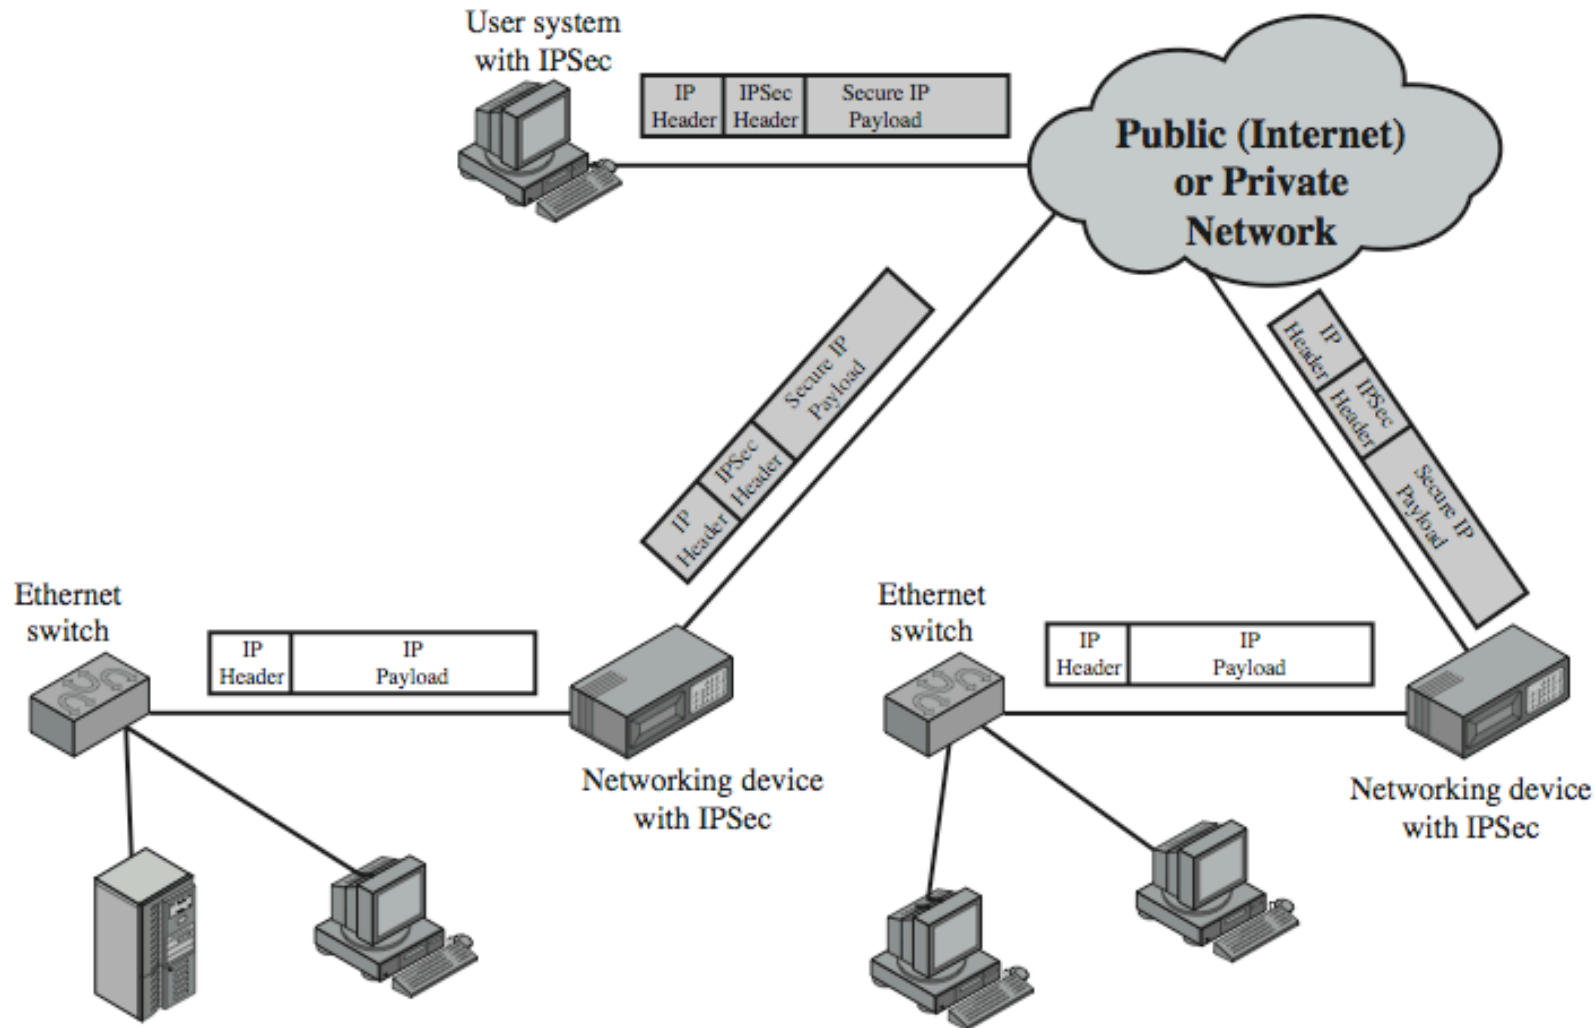 User system
with IPSec
IP
Header
IPSec
Header
Secure IP
Payload
Public (Internet)
or Private
Network
IP
Header
IPSec
Header
Secure IP
Payload
IP
Header
IPSec
Header
Secure IP
Payload
Ethernet
switch
IP
Header
IP
Payload
Networking device
with IPSec
Ethernet
switch
IP
Header
IP
Payload
Networking device
with IPSec